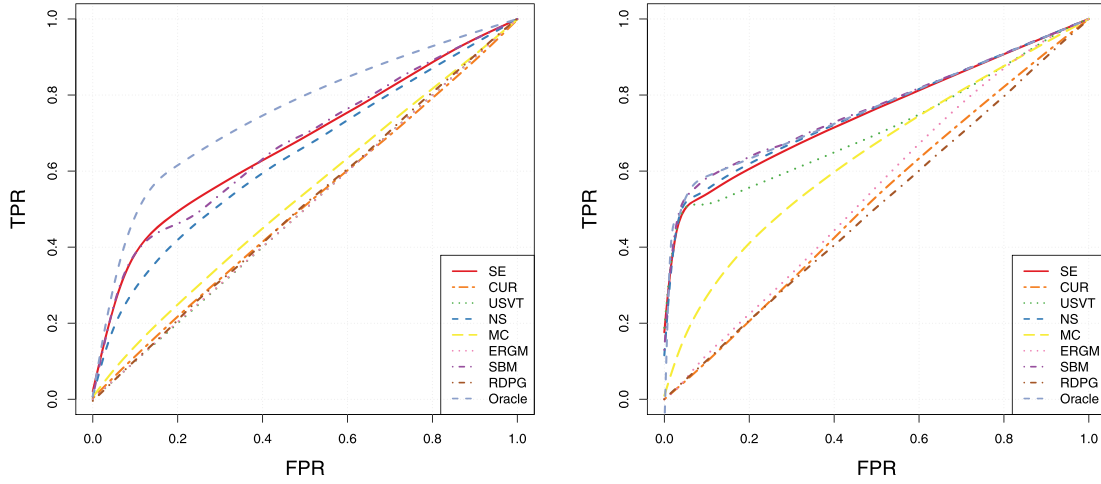 TPR
1.0
0.8
0.6
0.4
0.2
0.0
0.0 0.2 0.4 0.6 0.8 1.0
FPR
SE
CUR
USVT
NS
MC
ERGM
SBM
RDPG
Oracle
TPR
1.0
0.8
0.6
0.4
0.2
0.0
0.0 0.2 0.4 0.6 0.8 1.0
FPR
SE
CUR
USVT
NS
MC
ERGM
SBM
RDPG
Oracle